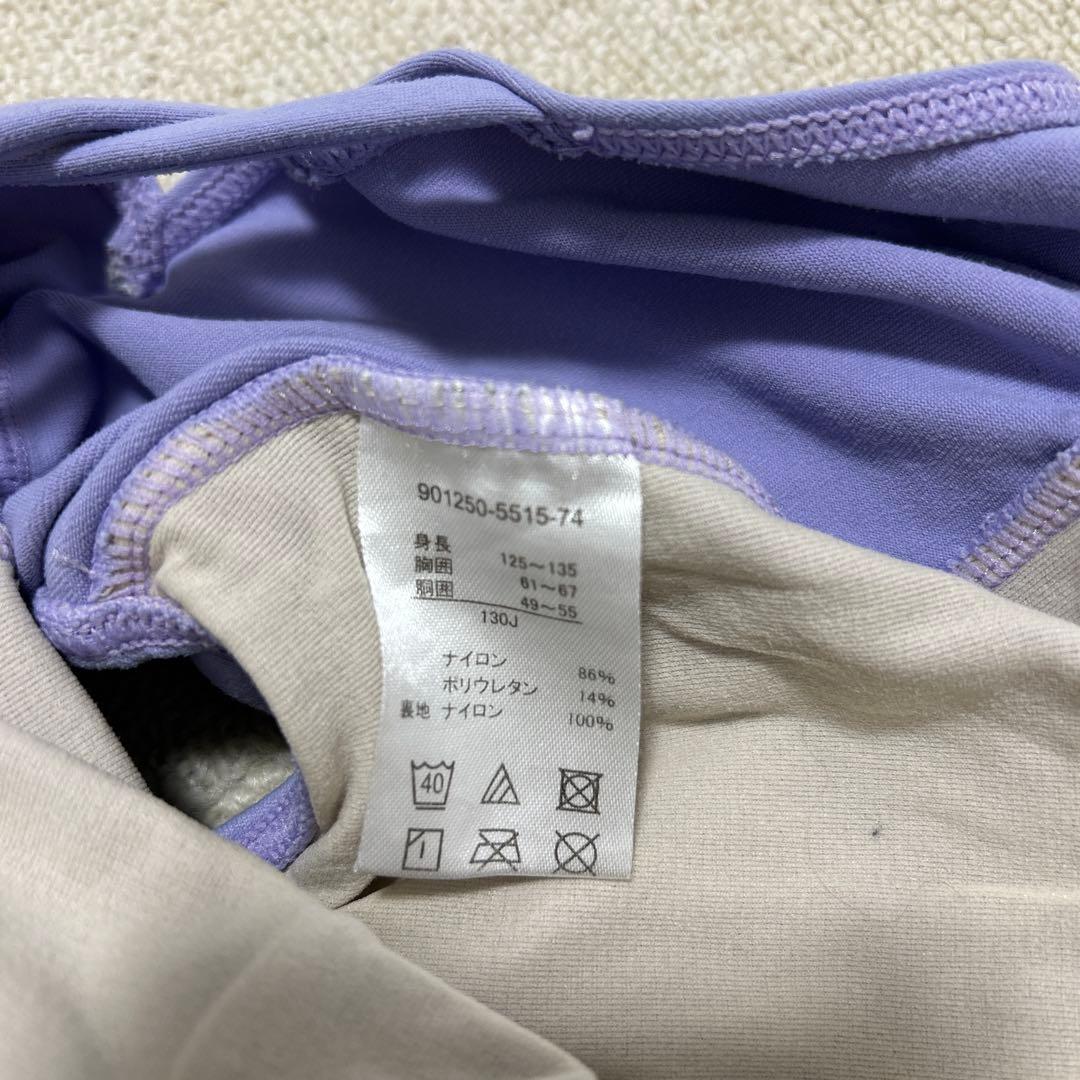 901250-5515-74
身長 125～135
胸囲 61～67
胴囲 49～55
130J
ナイロン 86%
ポリウレタン 14%
裏地 ナイロン 100%
40